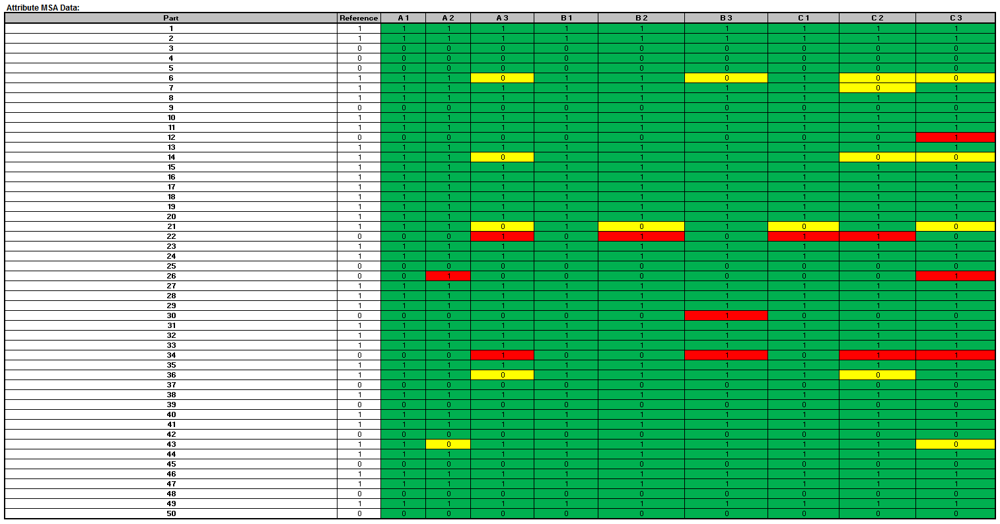 Attribute MSA Data:
Part Reference A 1 A 2 A 3 B 1 B 2 B 3 C 1 C 2 C 3
1 1 1 1 1 1 1 1 1 1 1
2 1 1 1 1 1 1 1 1 1 1
3 0 0 0 0 0 0 0 0 0 0
4 0 0 0 0 0 0 0 0 0 0
5 0 0 0 0 0 0 0 0 0 0
6 1 1 1 0 1 1 0 1 0 0
7 1 1 1 1 1 1 1 1 0 1
8 1 1 1 1 1 1 1 1 1 1
9 0 0 0 0 0 0 0 0 0 0
10 1 1 1 1 1 1 1 1 1 1
11 1 1 1 1 1 1 1 1 1 1
12 0 0 0 0 0 0 0 0 0 1
13 1 1 1 1 1 1 1 1 1 1
14 1 1 1 0 1 1 1 1 0 0
15 1 1 1 1 1 1 1 1 1 1
16 1 1 1 1 1 1 1 1 1 1
17 1 1 1 1 1 1 1 1 1 1
18 1 1 1 1 1 1 1 1 1 1
19 1 1 1 1 1 1 1 1 1 1
20 1 1 1 1 1 1 1 1 1 1
21 1 1 1 0 1 0 1 0 1 0
22 0 0 0 1 0 1 0 1 1 0
23 1 1 1 1 1 1 1 1 1 1
24 1 1 1 1 1 1 1 1 1 1
25 0 0 0 0 0 0 0 0 0 0
26 0 0 1 0 0 0 0 0 0 1
27 1 1 1 1 1 1 1 1 1 1
28 1 1 1 1 1 1 1 1 1 1
29 1 1 1 1 1 1 1 1 1 1
30 0 0 0 0 0 0 1 0 0 0
31 1 1 1 1 1 1 1 1 1 1
32 1 1 1 1 1 1 1 1 1 1
33 1 1 1 1 1 1 1 1 1 1
34 0 0 0 1 0 0 1 0 1 1
35 1 1 1 1 1 1 1 1 1 1
36 1 1 1 0 1 1 1 1 0 1
37 0 0 0 0 0 0 0 0 0 0
38 1 1 1 1 1 1 1 1 1 1
39 0 0 0 0 0 0 0 0 0 0
40 1 1 1 1 1 1 1 1 1 1
41 1 1 1 1 1 1 1 1 1 1
42 0 0 0 0 0 0 0 0 0 0
43 1 1 0 1 1 1 1 1 1 0
44 1 1 1 1 1 1 1 1 1 1
45 0 0 0 0 0 0 0 0 0 0
46 1 1 1 1 1 1 1 1 1 1
47 1 1 1 1 1 1 1 1 1 1
48 0 0 0 0 0 0 0 0 0 0
49 1 1 1 1 1 1 1 1 1 1
50 0 0 0 0 0 0 0 0 0 0